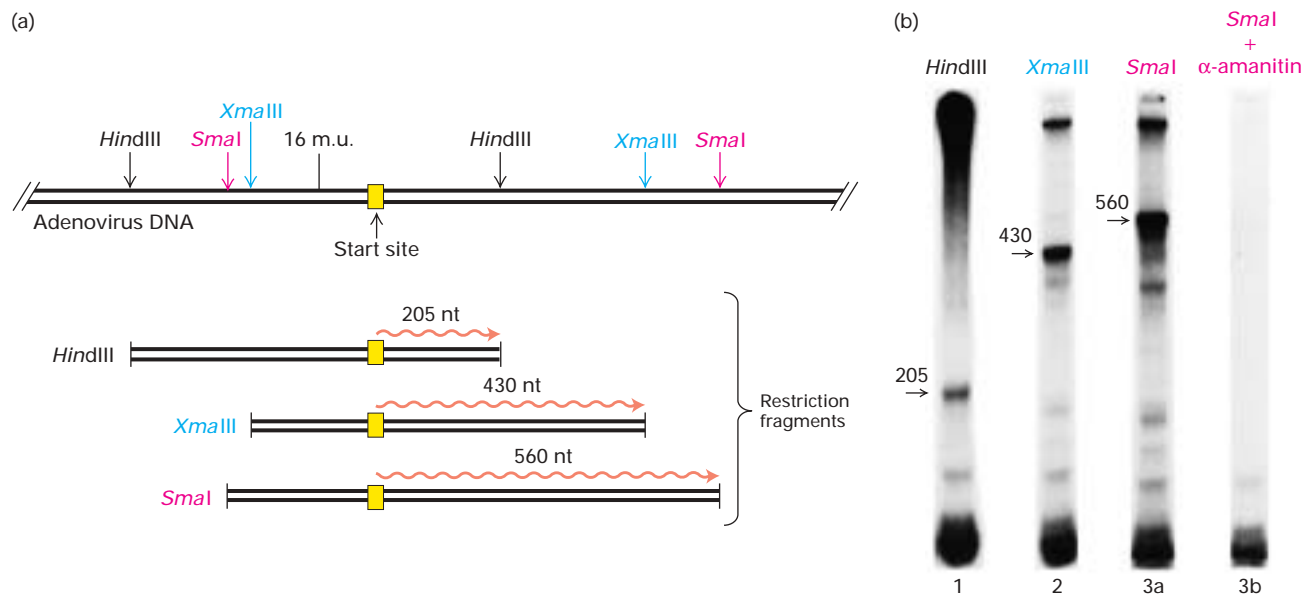 (a)
XmaIII
HindIII SmaI 16 m.u. HindIII XmaIII SmaI
Adenovirus DNA
Start site
205 nt
HindIII
430 nt
XmaIII
560 nt
SmaI
Restriction
fragments
(b)
SmaI
+
HindIII XmaIII SmaI α-amanitin
560
430
205
1 2 3a 3b